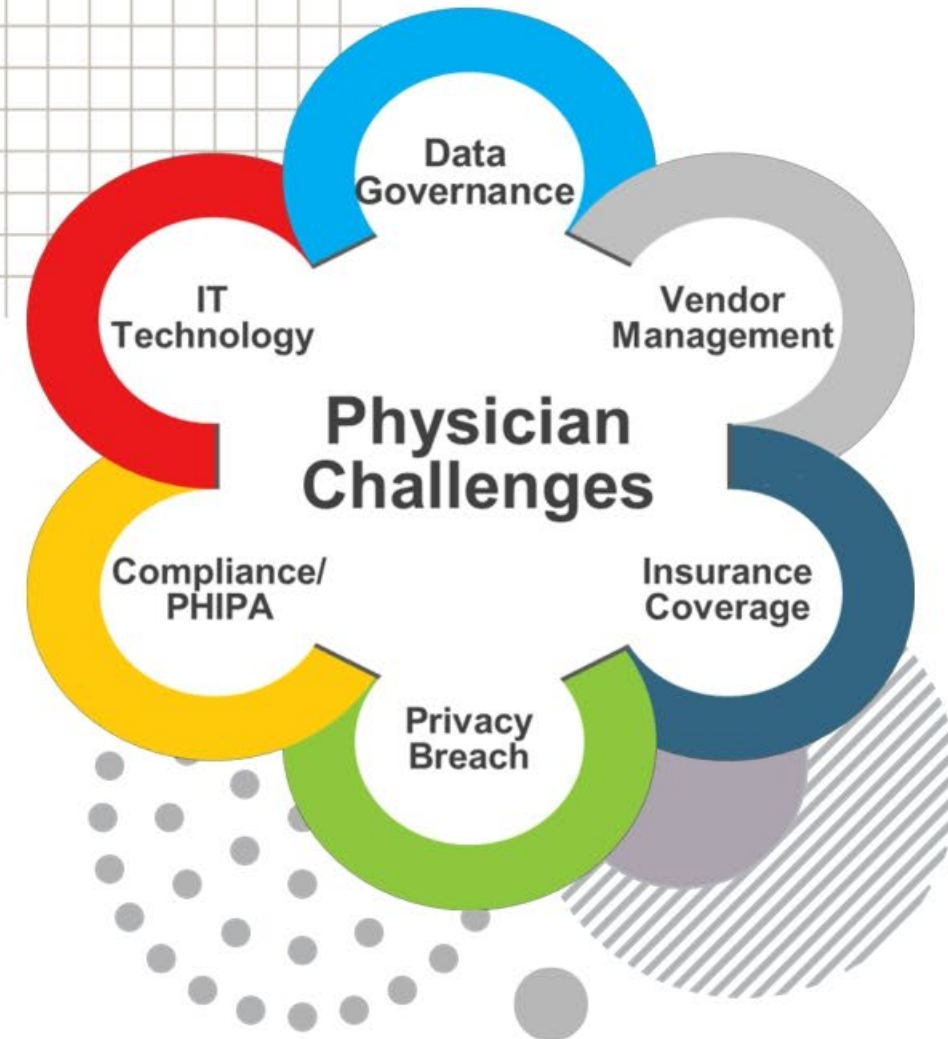 Data
Governance
IT
Technology
Vendor
Management
Physician
Challenges
Compliance/
PHIPA
Insurance
Coverage
Privacy
Breach